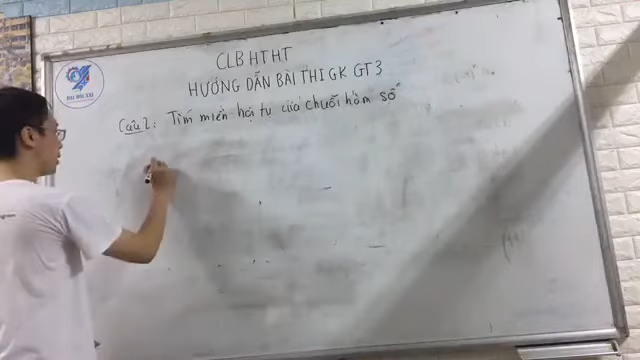 CLB HTHT
HƯỚNG DẪN BÀI THI GK GT3
Câu 2: Tìm miền hội tụ của chuỗi hàm số